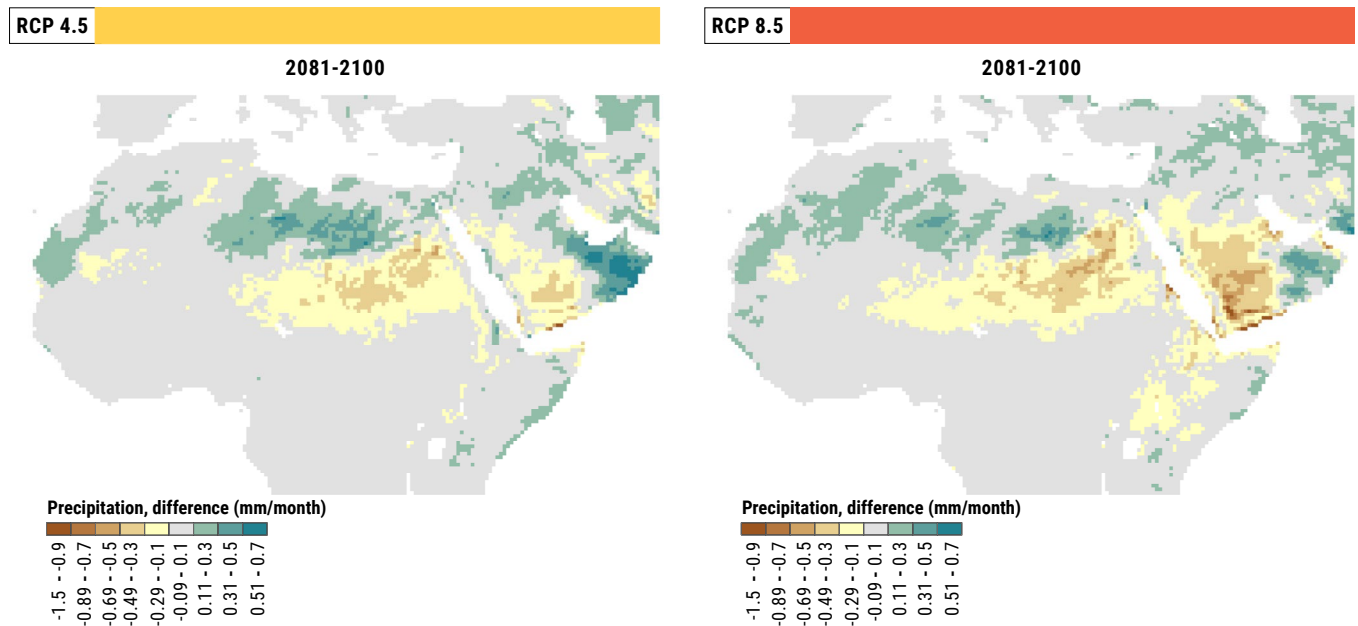 RCP 4.5
2081-2100
Precipitation, difference (mm/month)
-1.5 - -0.9
-0.89 - -0.7
-0.69 - -0.5
-0.49 - -0.3
-0.29 - -0.1
-0.09 - 0.1
0.11 - 0.3
0.31 - 0.5
0.51 - 0.7
RCP 8.5
2081-2100
Precipitation, difference (mm/month)
-1.5 - -0.9
-0.89 - -0.7
-0.69 - -0.5
-0.49 - -0.3
-0.29 - -0.1
-0.09 - 0.1
0.11 - 0.3
0.31 - 0.5
0.51 - 0.7